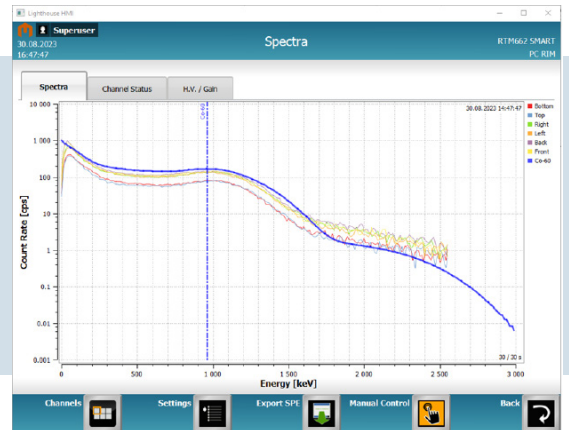 Lighthouse HNB
Superuser
30.08.2023
16:47:47
Spectra
RTM662 SMART
PC RIM
Spectra
Channel Status
H.V. / Gain
30.08.2023 14:47:47
Co-60
Bottom
Top
Right
Left
Back
Front
Co-60
Count Rate [cps]
10 000
1 000
100
10
1
0.1
0.01
0.001
30 / 30 s
0
500
1 000
1 500
2 000
2 500
3 000
Energy [keV]
Channels
Settings
Export SPE
Manual Control
Back